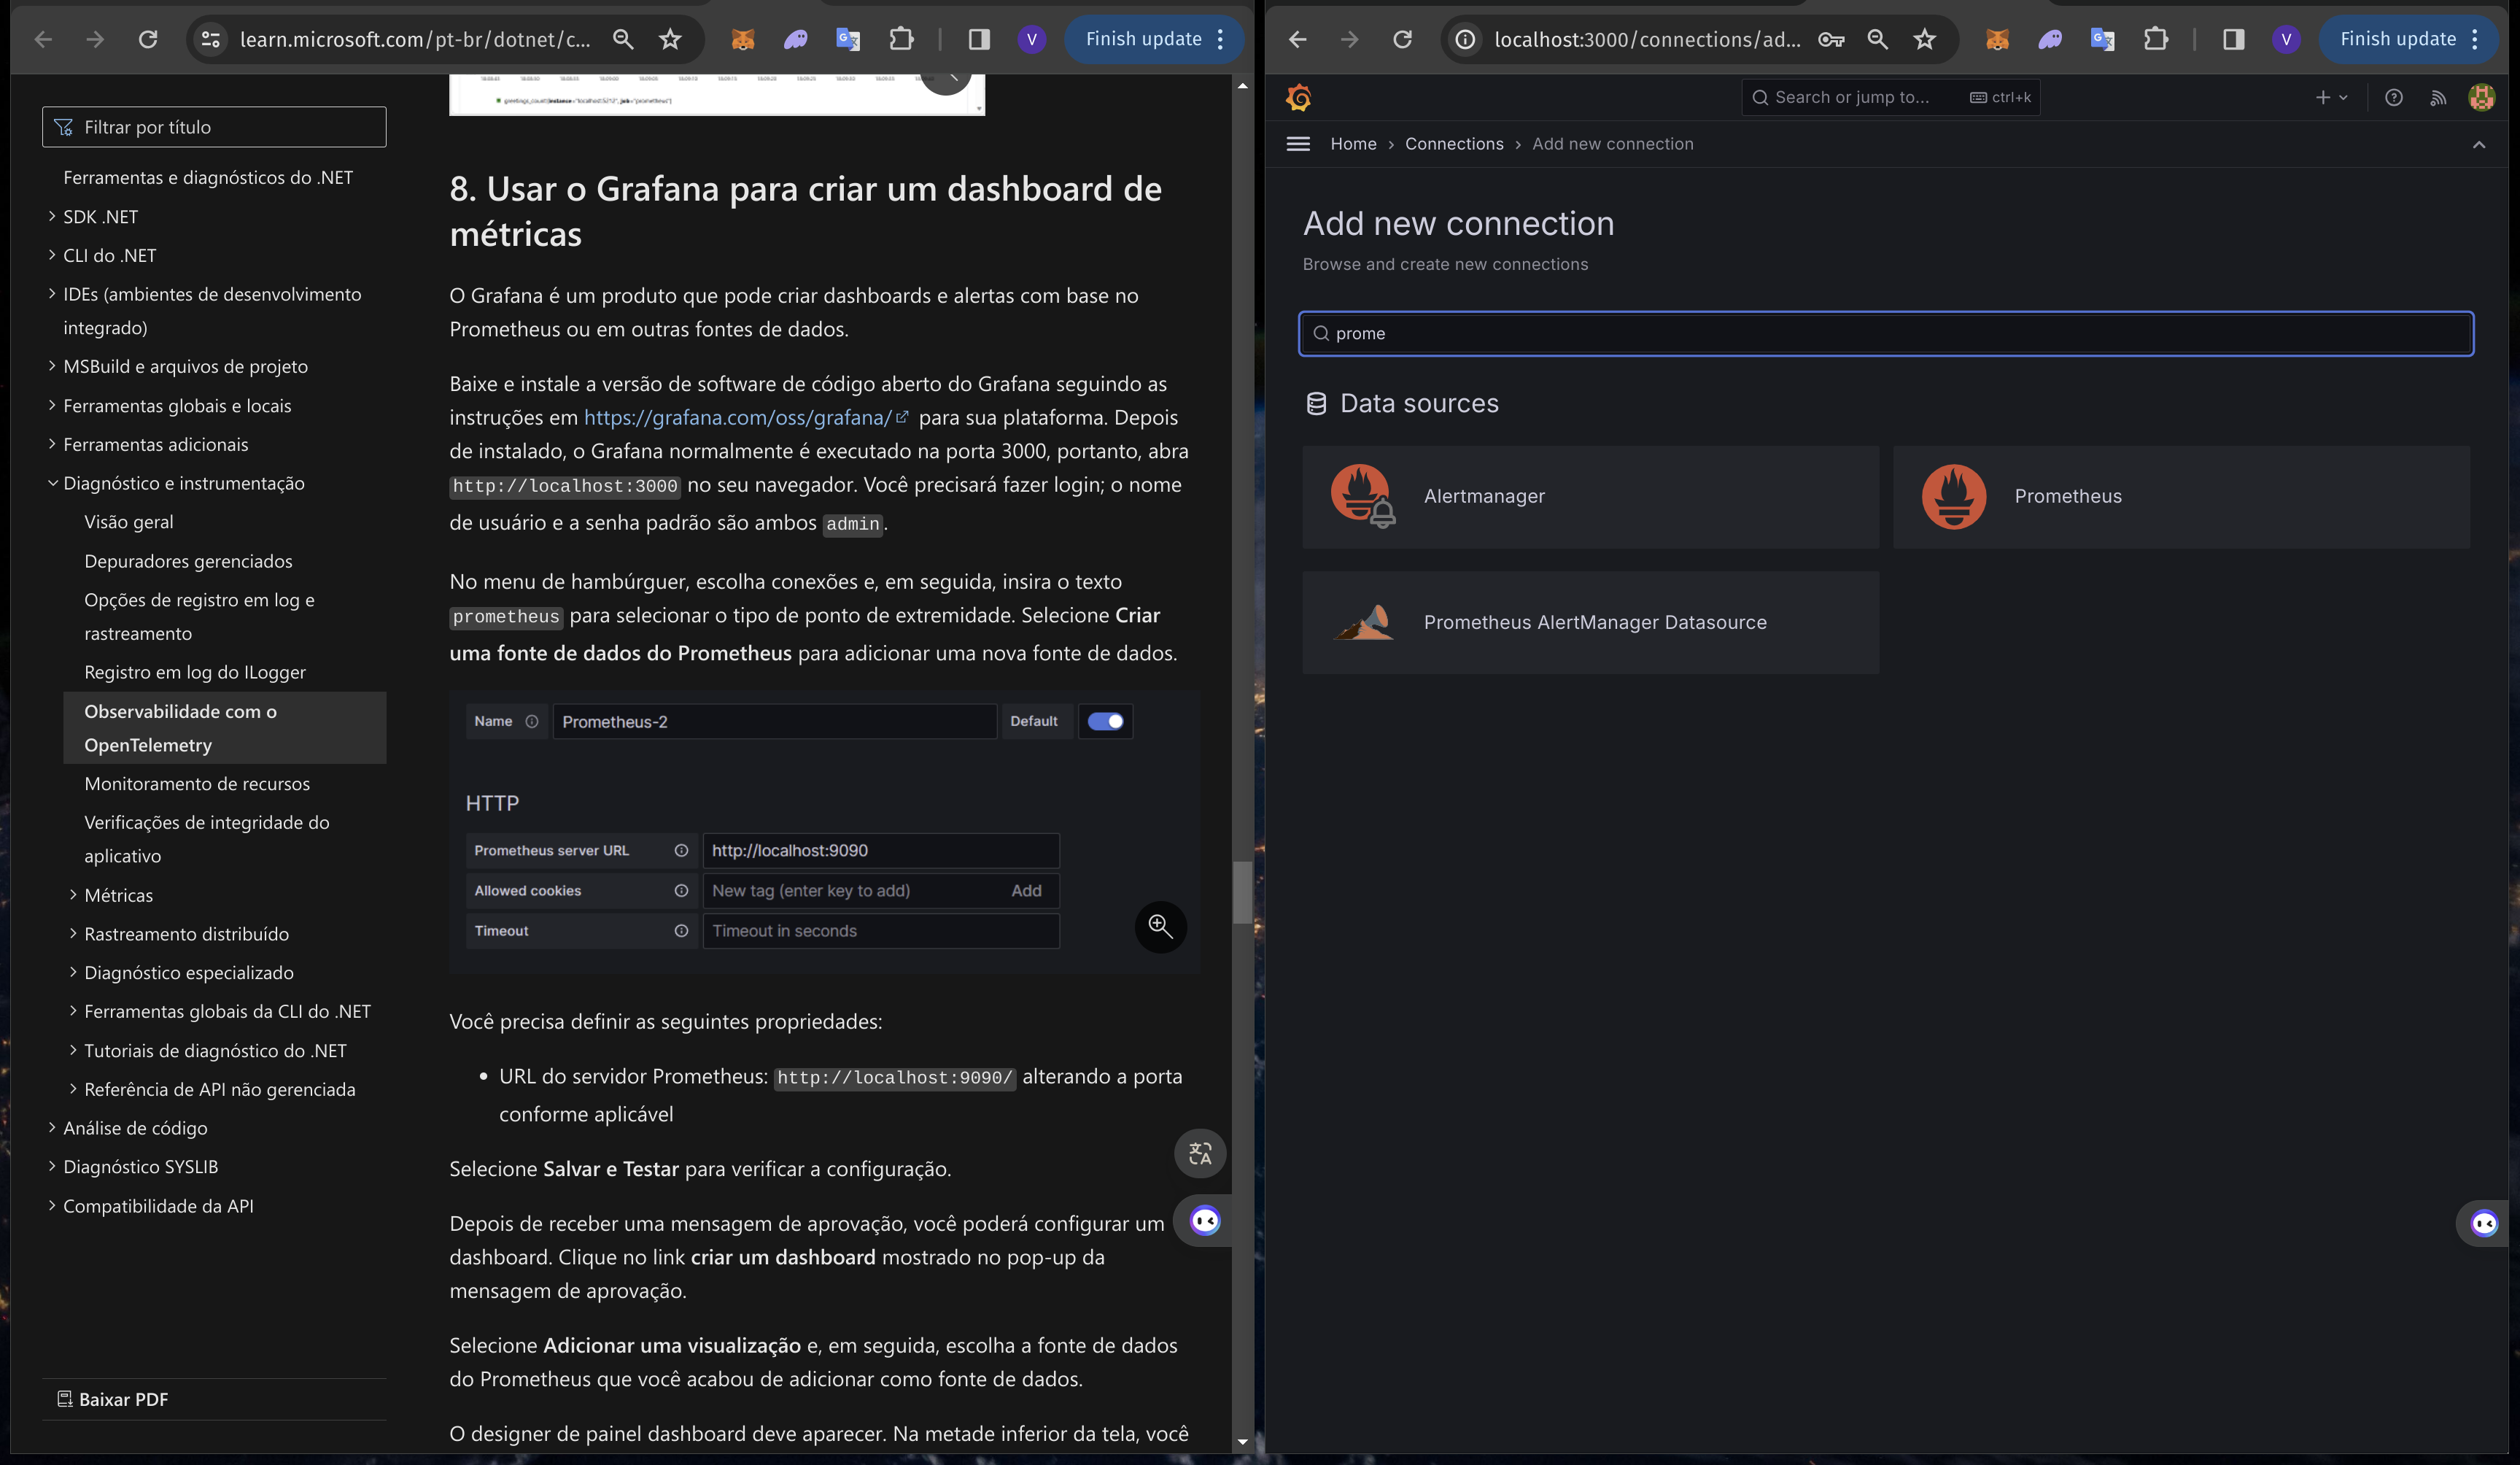 learn.microsoft.com/pt-br/dotnet/c...
V
Finish update
Filtrar por título
Ferramentas e diagnósticos do .NET
SDK .NET
CLI do .NET
IDEs (ambientes de desenvolvimento
integrado)
MSBuild e arquivos de projeto
Ferramentas globais e locais
Ferramentas adicionais
Diagnóstico e instrumentação
Visão geral
Depuradores gerenciados
Opções de registro em log e
rastreamento
Registro em log do ILogger
Observabilidade com o
OpenTelemetry
Monitoramento de recursos
Verificações de integridade do
aplicativo
Métricas
Rastreamento distribuído
Diagnóstico especializado
Ferramentas globais da CLI do .NET
Tutoriais de diagnóstico do .NET
Referência de API não gerenciada
Análise de código
Diagnóstico SYSLIB
Compatibilidade da API
Baixar PDF
greetings_count{instance="localhost:5212", job="prometheus"}
8. Usar o Grafana para criar um dashboard de
métricas
O Grafana é um produto que pode criar dashboards e alertas com base no
Prometheus ou em outras fontes de dados.
Baixe e instale a versão de software de código aberto do Grafana seguindo as
instruções em https://grafana.com/oss/grafana/ para sua plataforma. Depois
de instalado, o Grafana normalmente é executado na porta 3000, portanto, abra
http://localhost:3000 no seu navegador. Você precisará fazer login; o nome
de usuário e a senha padrão são ambos admin.
No menu de hambúrguer, escolha conexões e, em seguida, insira o texto
prometheus para selecionar o tipo de ponto de extremidade. Selecione Criar
uma fonte de dados do Prometheus para adicionar uma nova fonte de dados.
Name Prometheus-2 Default
HTTP
Prometheus server URL http://localhost:9090
Allowed cookies New tag (enter key to add) Add
Timeout Timeout in seconds
Você precisa definir as seguintes propriedades:
• URL do servidor Prometheus: http://localhost:9090/ alterando a porta
conforme aplicável
Selecione Salvar e Testar para verificar a configuração.
Depois de receber uma mensagem de aprovação, você poderá configurar um
dashboard. Clique no link criar um dashboard mostrado no pop-up da
mensagem de aprovação.
Selecione Adicionar uma visualização e, em seguida, escolha a fonte de dados
do Prometheus que você acabou de adicionar como fonte de dados.
O designer de painel dashboard deve aparecer. Na metade inferior da tela, você
localhost:3000/connections/ad...
V
Finish update
Search or jump to... ctrl+k
Home › Connections › Add new connection
Add new connection
Browse and create new connections
prome
Data sources
Alertmanager
Prometheus
Prometheus AlertManager Datasource